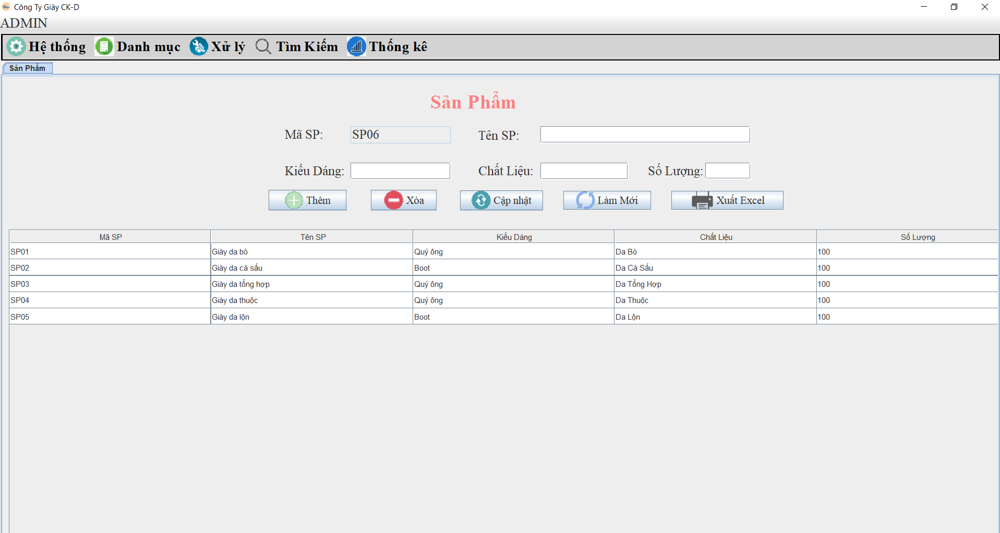 Công Ty Giày CK-D
ADMIN
Hệ thống Danh mục Xử lý Tìm Kiếm Thống kê
Sản Phẩm
Sản Phẩm
Mã SP: SP06 Tên SP:
Kiểu Dáng: Chất Liệu: Số Lượng:
Thêm Xóa Cập nhật Làm Mới Xuất Excel
Mã SP Tên SP Kiểu Dáng Chất Liệu Số Lượng
SP01 Giày da bò Quý ông Da Bò 100
SP02 Giày da cá sấu Boot Da Cá Sấu 100
SP03 Giày da tổng hợp Quý ông Da Tổng Hợp 100
SP04 Giày da thuộc Quý ông Da Thuộc 100
SP05 Giày da lộn Boot Da Lộn 100